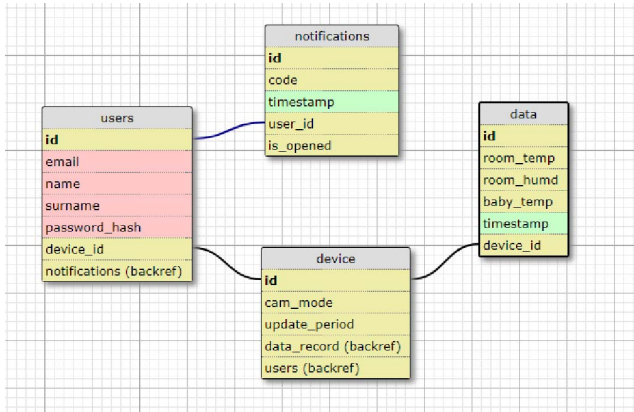 notifications
id
code
timestamp
user_id
is_opened
users
id
email
name
surname
password_hash
device_id
notifications (backref)
data
id
room_temp
room_humd
baby_temp
timestamp
device_id
device
id
cam_mode
update_period
data_record (backref)
users (backref)